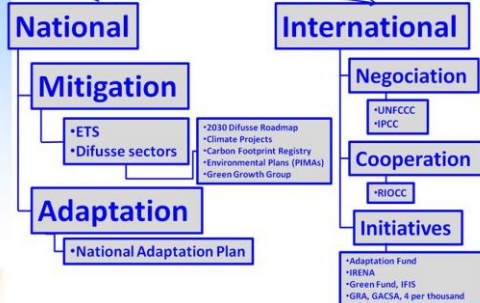 National
Mitigation
•ETS
•Difusse sectors
•2030 Difusse Roadmap
•Climate Projects
•Carbon Footprint Registry
•Environmental Plans (PIMAs)
•Green Growth Group
Adaptation
•National Adaptation Plan
International
Negociation
•UNFCCC
•IPCC
Cooperation
•RIOCC
Initiatives
•Adaptation Fund
•IRENA
•Green Fund, IFIS
•GRA, GACSA, 4 per thousand